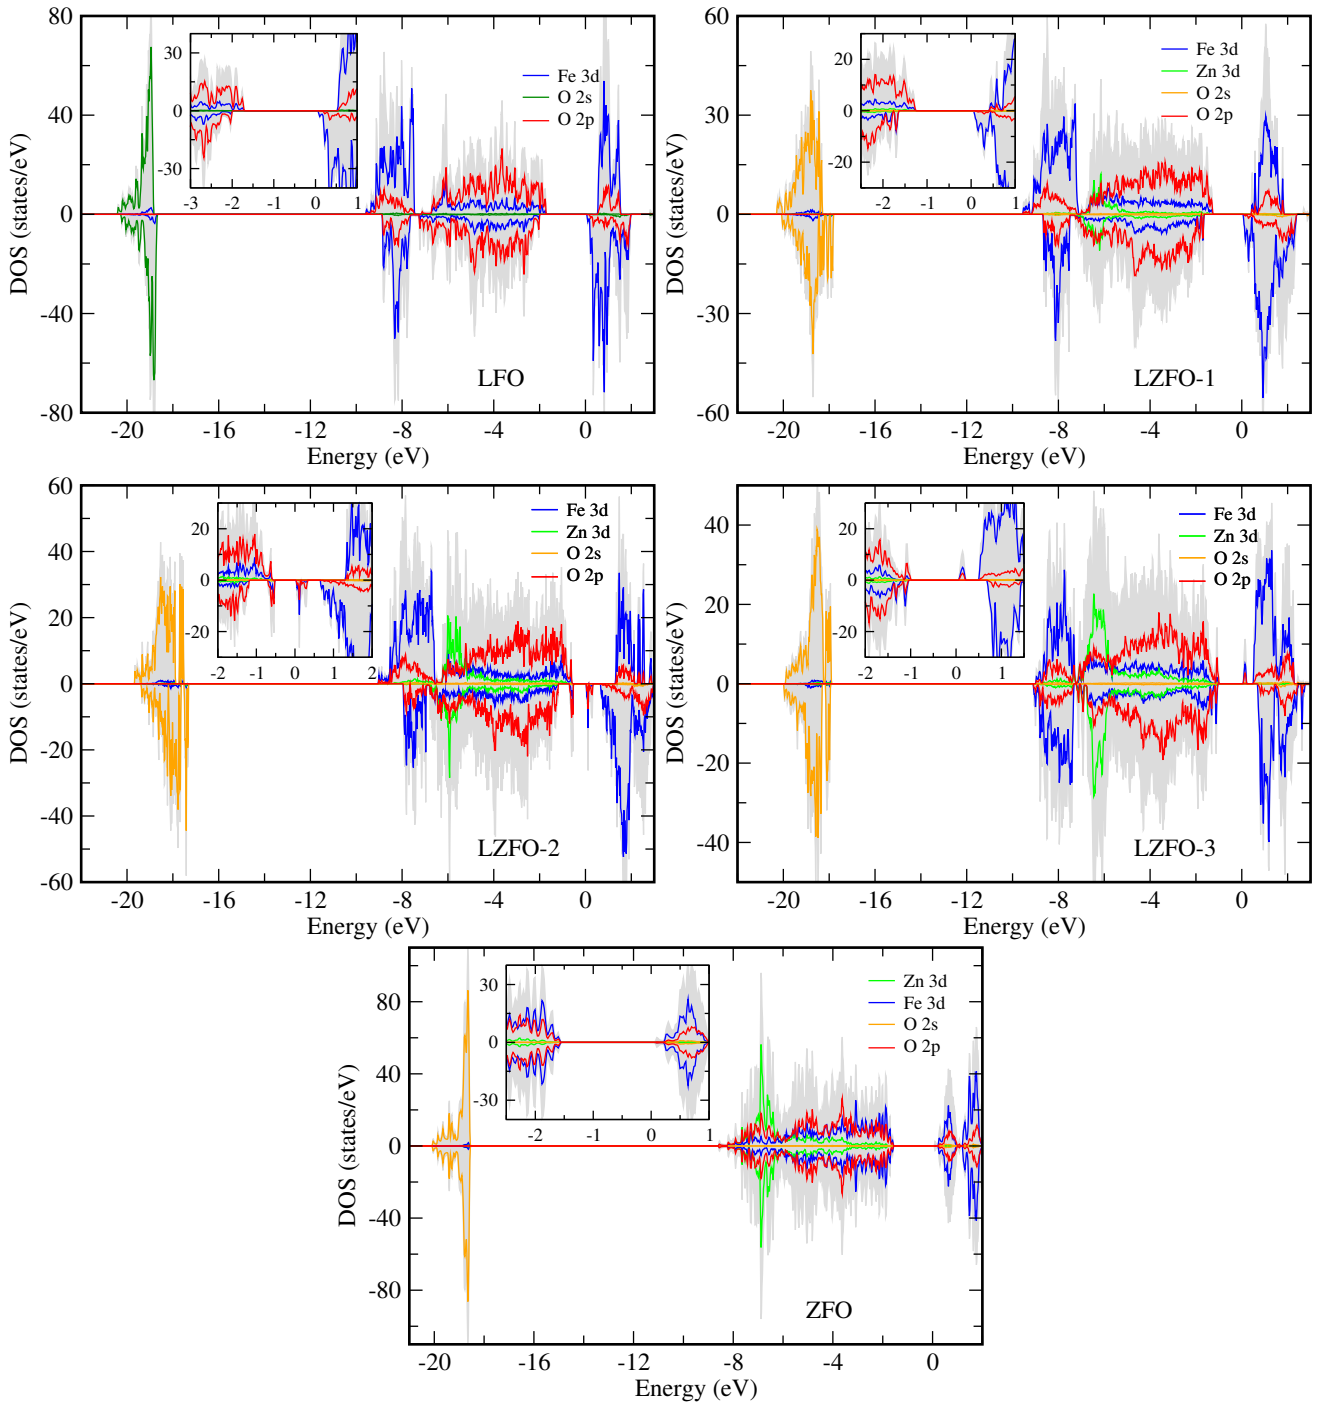 80
40
0
-40
-80
DOS (states/eV)
30
0
-30
-3 -2 -1 0 1
Fe 3d
O 2s
O 2p
LFO
-20 -16 -12 -8 -4 0
Energy (eV)
60
30
0
-30
-60
DOS (states/eV)
20
0
-20
-2 -1 0 1
Fe 3d
Zn 3d
O 2s
O 2p
LZFO-1
-20 -16 -12 -8 -4 0
Energy (eV)
60
40
20
0
-20
-40
-60
DOS (states/eV)
20
0
-20
-2 -1 0 1 2
Fe 3d
Zn 3d
O 2s
O 2p
LZFO-2
-20 -16 -12 -8 -4 0
Energy (eV)
40
20
0
-20
-40
DOS (states/eV)
20
0
-20
-2 -1 0 1
Fe 3d
Zn 3d
O 2s
O 2p
LZFO-3
-20 -16 -12 -8 -4 0
Energy (eV)
80
40
0
-40
-80
DOS (states/eV)
30
0
-30
-2 -1 0 1
Zn 3d
Fe 3d
O 2s
O 2p
ZFO
-20 -16 -12 -8 -4 0
Energy (eV)